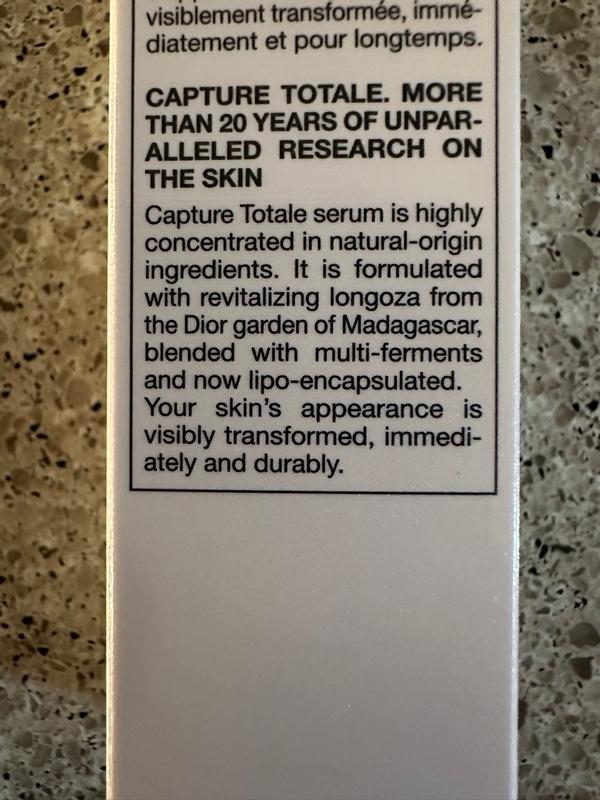 visiblement transformée, immé-
diatement et pour longtemps.
CAPTURE TOTALE. MORE
THAN 20 YEARS OF UNPAR-
ALLELED RESEARCH ON
THE SKIN
Capture Totale serum is highly
concentrated in natural-origin
ingredients. It is formulated
with revitalizing longoza from
the Dior garden of Madagascar,
blended with multi-ferments
and now lipo-encapsulated.
Your skin's appearance is
visibly transformed, immedi-
ately and durably.